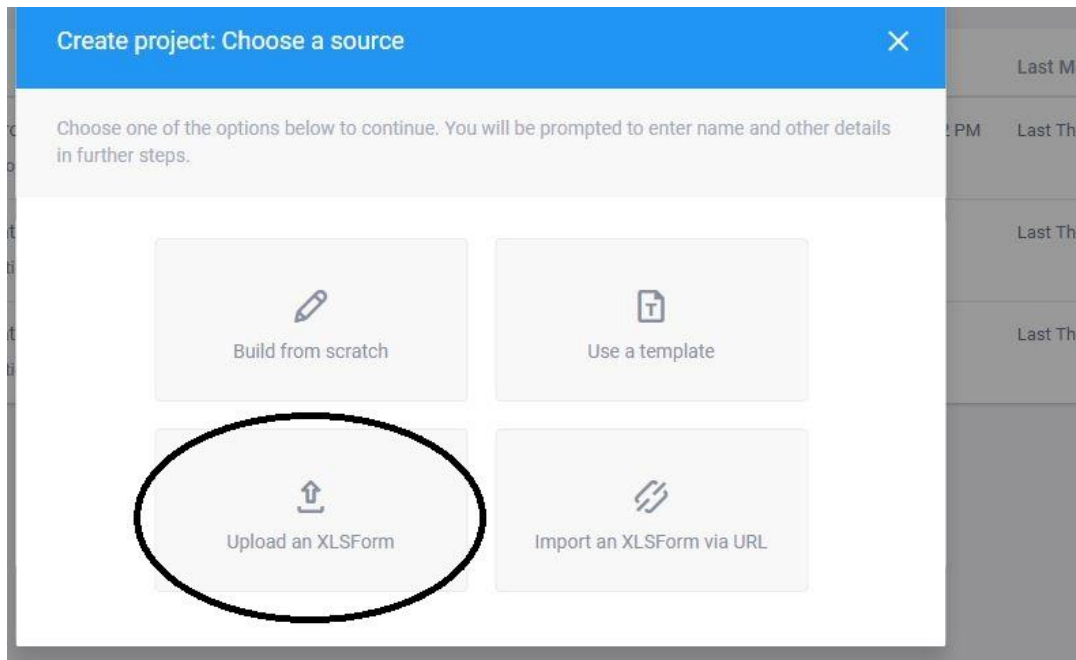 Create project: Choose a source
Last M
Choose one of the options below to continue. You will be prompted to enter name and other details
in further steps.
PM
Last Th
Last Th
Last Th
Build from scratch
Use a template
Upload an XLSForm
Import an XLSForm via URL